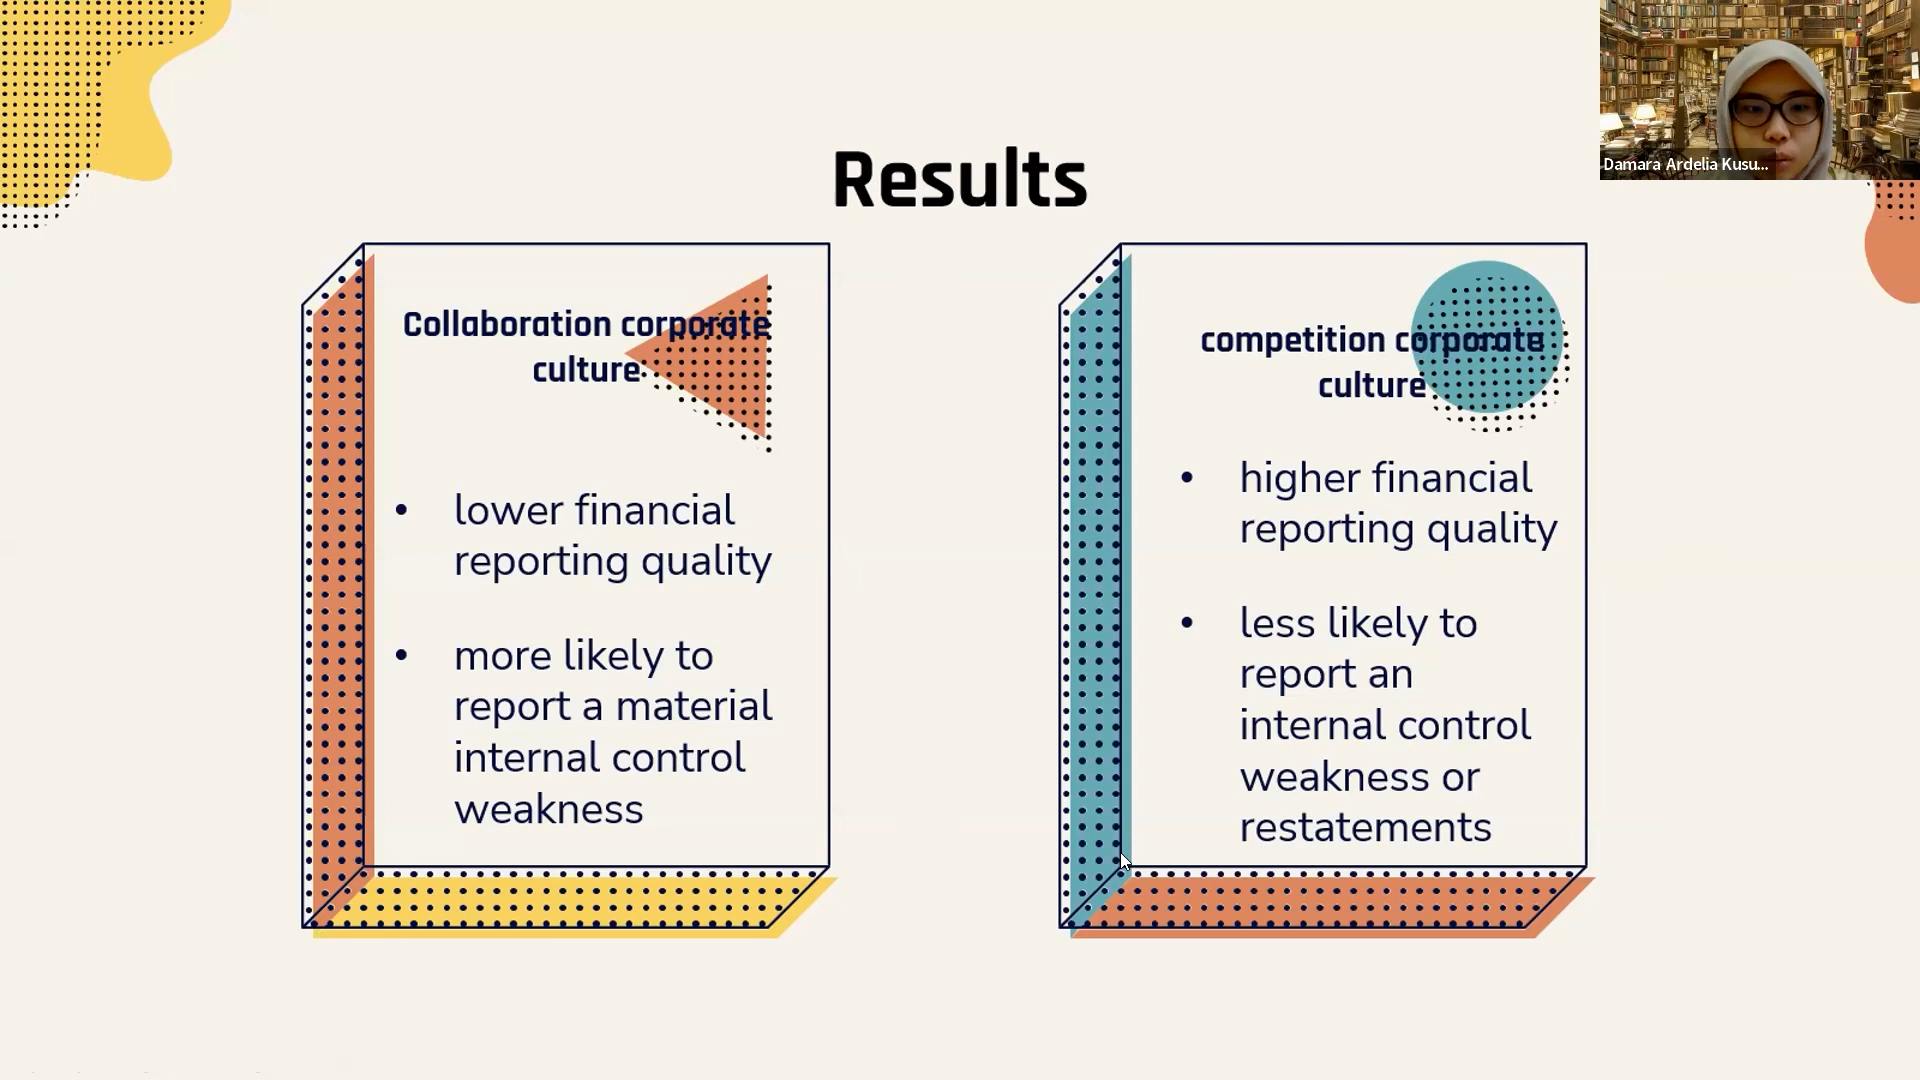 Results
Collaboration corporate
culture
• lower financial
reporting quality
• more likely to
report a material
internal control
weakness
competition corporate
culture
• higher financial
reporting quality
• less likely to
report an
internal control
weakness or
restatements
Damara Ardelia Kusu...